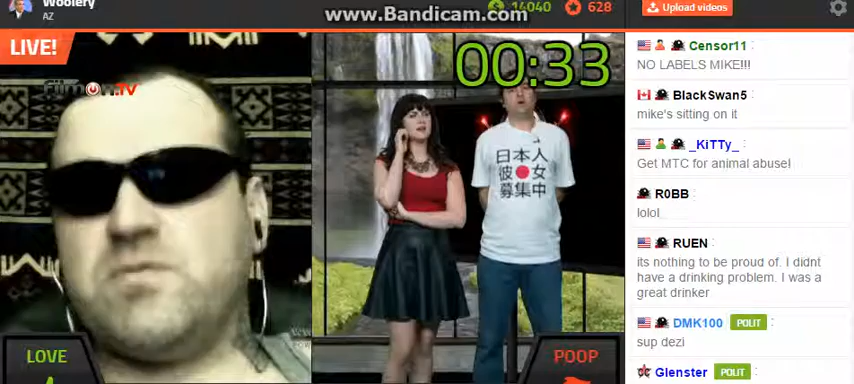 Woolery
AZ
www.Bandicam.com
14040
628
Upload videos
LIVE!
FilmOn.TV
00:33
日本人
彼●女
募集中
LOVE
POOP
Censor11 :
NO LABELS MIKE!!!
BlackSwan5 :
mike's sitting on it
_KiTTy_ :
Get MTC for animal abuse!
R0BB :
lolol
RUEN :
its nothing to be proud of. I didnt
have a drinking problem. I was a
great drinker
DMK100 POLIT :
sup dezi
Glenster POLIT :